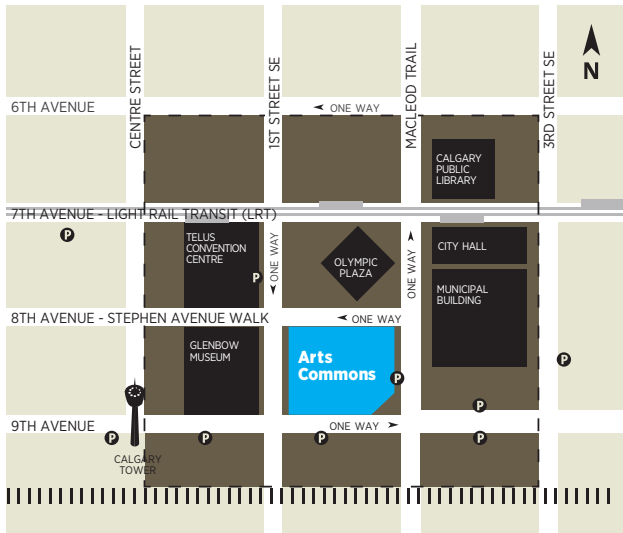 CENTRE STREET
1ST STREET SE
MACLEOD TRAIL
3RD STREET SE
N
6TH AVENUE
ONE WAY
CALGARY
PUBLIC
LIBRARY
7TH AVENUE - LIGHT RAIL TRANSIT (LRT)
P
TELUS
CONVENTION
CENTRE
P
ONE WAY
OLYMPIC
PLAZA
ONE WAY
CITY HALL
MUNICIPAL
BUILDING
8TH AVENUE - STEPHEN AVENUE WALK
ONE WAY
GLENBOW
MUSEUM
Arts
Commons
P
P
P
9TH AVENUE
ONE WAY
P
P
P
P
CALGARY
TOWER